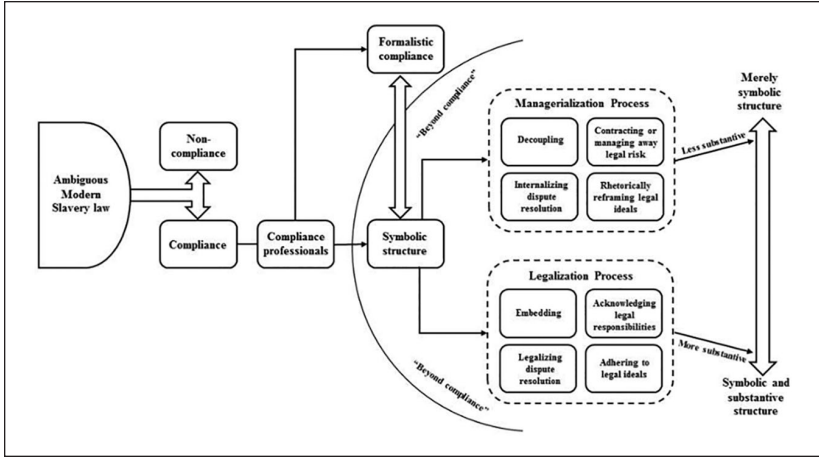 Ambiguous
Modern
Slavery law
Non-
compliance
Compliance
Compliance
professionals
Formalistic
compliance
Symbolic
structure
"Beyond compliance"
"Beyond compliance"
Managerialization Process
Decoupling
Contracting or
managing away
legal risk
Internalizing
dispute
resolution
Rhetorically
reframing legal
ideals
Legalization Process
Embedding
Acknowledging
legal
responsibilities
Legalizing
dispute
resolution
Adhering to
legal ideals
Less substantive
More substantive
Merely
symbolic
structure
Symbolic and
substantive
structure